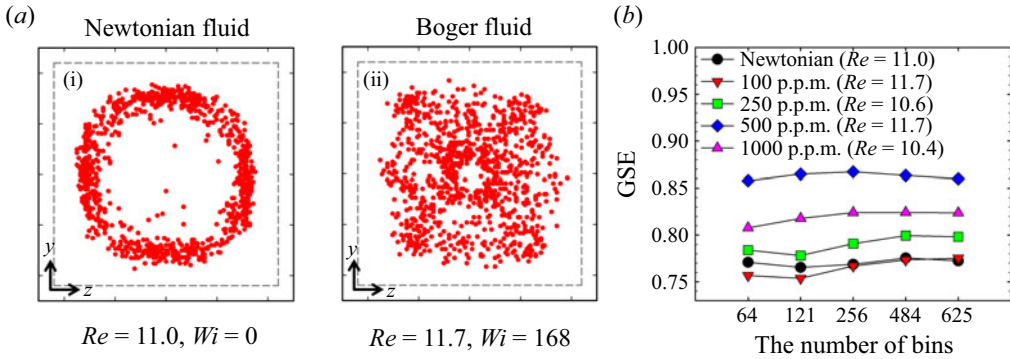 (a)
Newtonian fluid
Boger fluid
(i)
(ii)
y
z
y
z
Re = 11.0, Wi = 0
Re = 11.7, Wi = 168
(b)
1.00
0.95
0.90
0.85
0.80
0.75
GSE
Newtonian (Re = 11.0)
100 p.p.m. (Re = 11.7)
250 p.p.m. (Re = 10.6)
500 p.p.m. (Re = 11.7)
1000 p.p.m. (Re = 10.4)
64 121 256 484 625
The number of bins